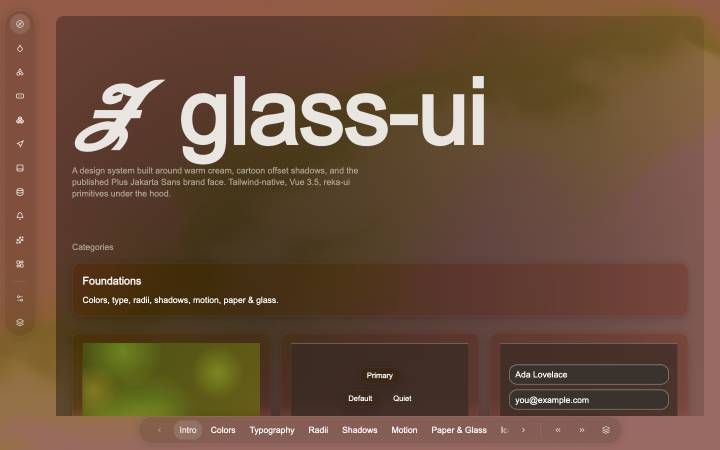 glass-ui
A design system built around warm cream, cartoon offset shadows, and the
published Plus Jakarta Sans brand face. Tailwind-native, Vue 3.5, reka-ui
primitives under the hood.
Categories
Foundations
Colors, type, radii, shadows, motion, paper & glass.
Primary
Default Quiet
Ada Lovelace
you@example.com
Intro Colors Typography Radii Shadows Motion Paper & Glass